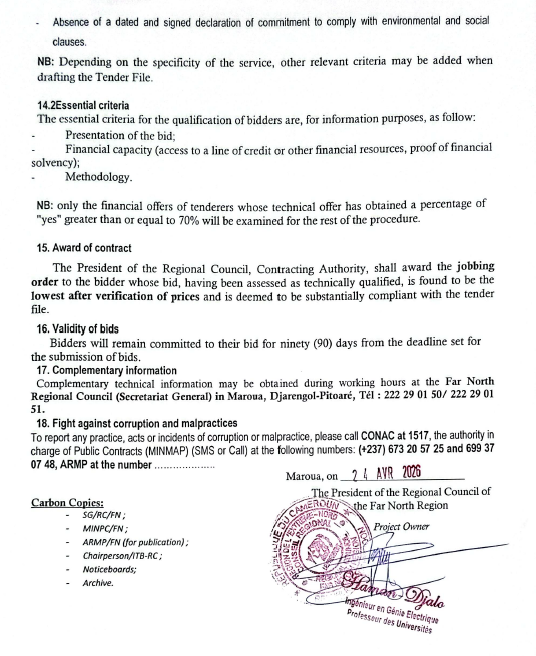 - Absence of a dated and signed declaration of commitment to comply with environmental and social
clauses.
NB: Depending on the specificity of the service, other relevant criteria may be added when
drafting the Tender File.
14.2Essential criteria
The essential criteria for the qualification of bidders are, for information purposes, as follow:
- Presentation of the bid;
- Financial capacity (access to a line of credit or other financial resources, proof of financial
solvency);
- Methodology.
NB: only the financial offers of tenderers whose technical offer has obtained a percentage of
"yes" greater than or equal to 70% will be examined for the rest of the procedure.
15. Award of contract
The President of the Regional Council, Contracting Authority, shall award the jobbing
order to the bidder whose bid, having been assessed as technically qualified, is found to be the
lowest after verification of prices and is deemed to be substantially compliant with the tender
file.
16. Validity of bids
Bidders will remain committed to their bid for ninety (90) days from the deadline set for
the submission of bids.
17. Complementary information
Complementary technical information may be obtained during working hours at the Far North
Regional Council (Secretariat General) in Maroua, Djarengol-Pitoaré, Tél : 222 29 01 50/ 222 29 01
51.
18. Fight against corruption and malpractices
To report any practice, acts or incidents of corruption or malpractice, please call CONAC at 1517, the authority in
charge of Public Contracts (MINMAP) (SMS or Call) at the following numbers: (+237) 673 20 57 25 and 699 37
07 48, ARMP at the number ....................
Maroua, on 24 AVR 2026
The President of the Regional Council of
the Far North Region
Project Owner
Carbon Copies:
- SG/RC/FN ;
- MINPC/FN ;
- ARMP/FN (for publication) ;
- Chairperson/ITB-RC ;
- Noticeboards;
- Archive.
REPUBLIQUE DU CAMEROUN
REGION DE L'EXTREME-NORD
CONSEIL REGIONAL
Haman Djalo
Ingénieur en Génie Electrique
Professeur des Universités